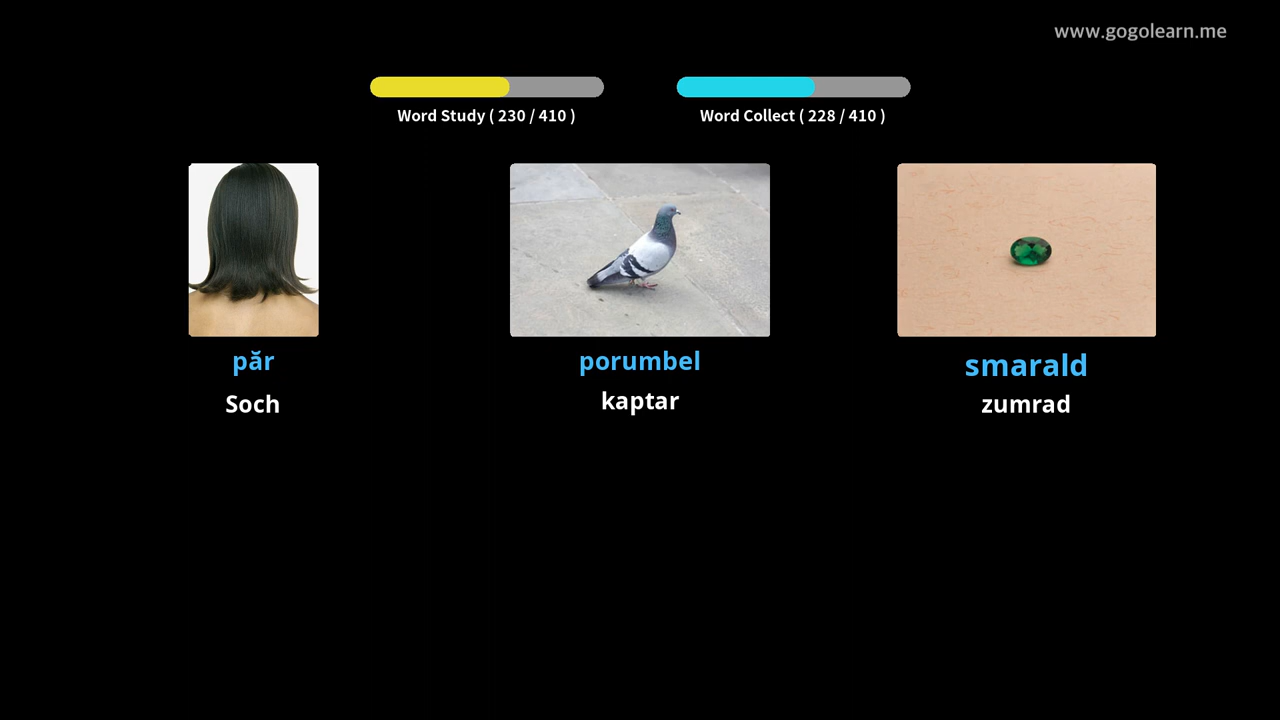 www.gogolearn.me
Word Study ( 230 / 410 )
Word Collect ( 228 / 410 )
păr
porumbel
smarald
Soch
kaptar
zumrad